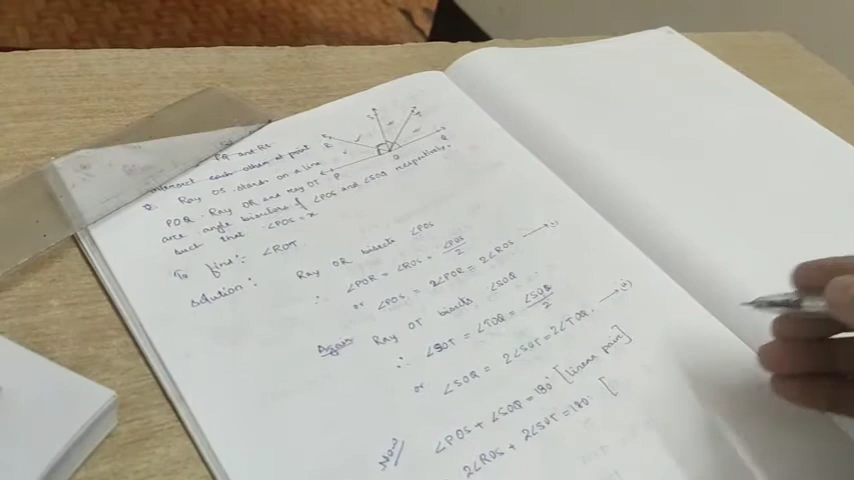 PQ and RS
intersect each other at point
Q. Ray OS stands on a line
POQ. Ray OR and ray OT
are angle bisectors of ∠POS and ∠SOQ respectively,
such that ∠POS = x
To find: ∠ROT
Solution: Ray OR bisects ∠POS
∴ ∠POR = ∠ROS = ∠POS/2
or ∠POS = 2∠POR = 2∠ROS → (i)
Again Ray OT bisects ∠SOQ
∴ ∠SOT = ∠TOQ = ∠SOQ/2
or ∠SOQ = 2∠SOT = 2∠TOQ. → (ii)
Now ∠POS + ∠SOQ = 180° [linear pair]
2∠ROS + 2∠SOT = 180° [